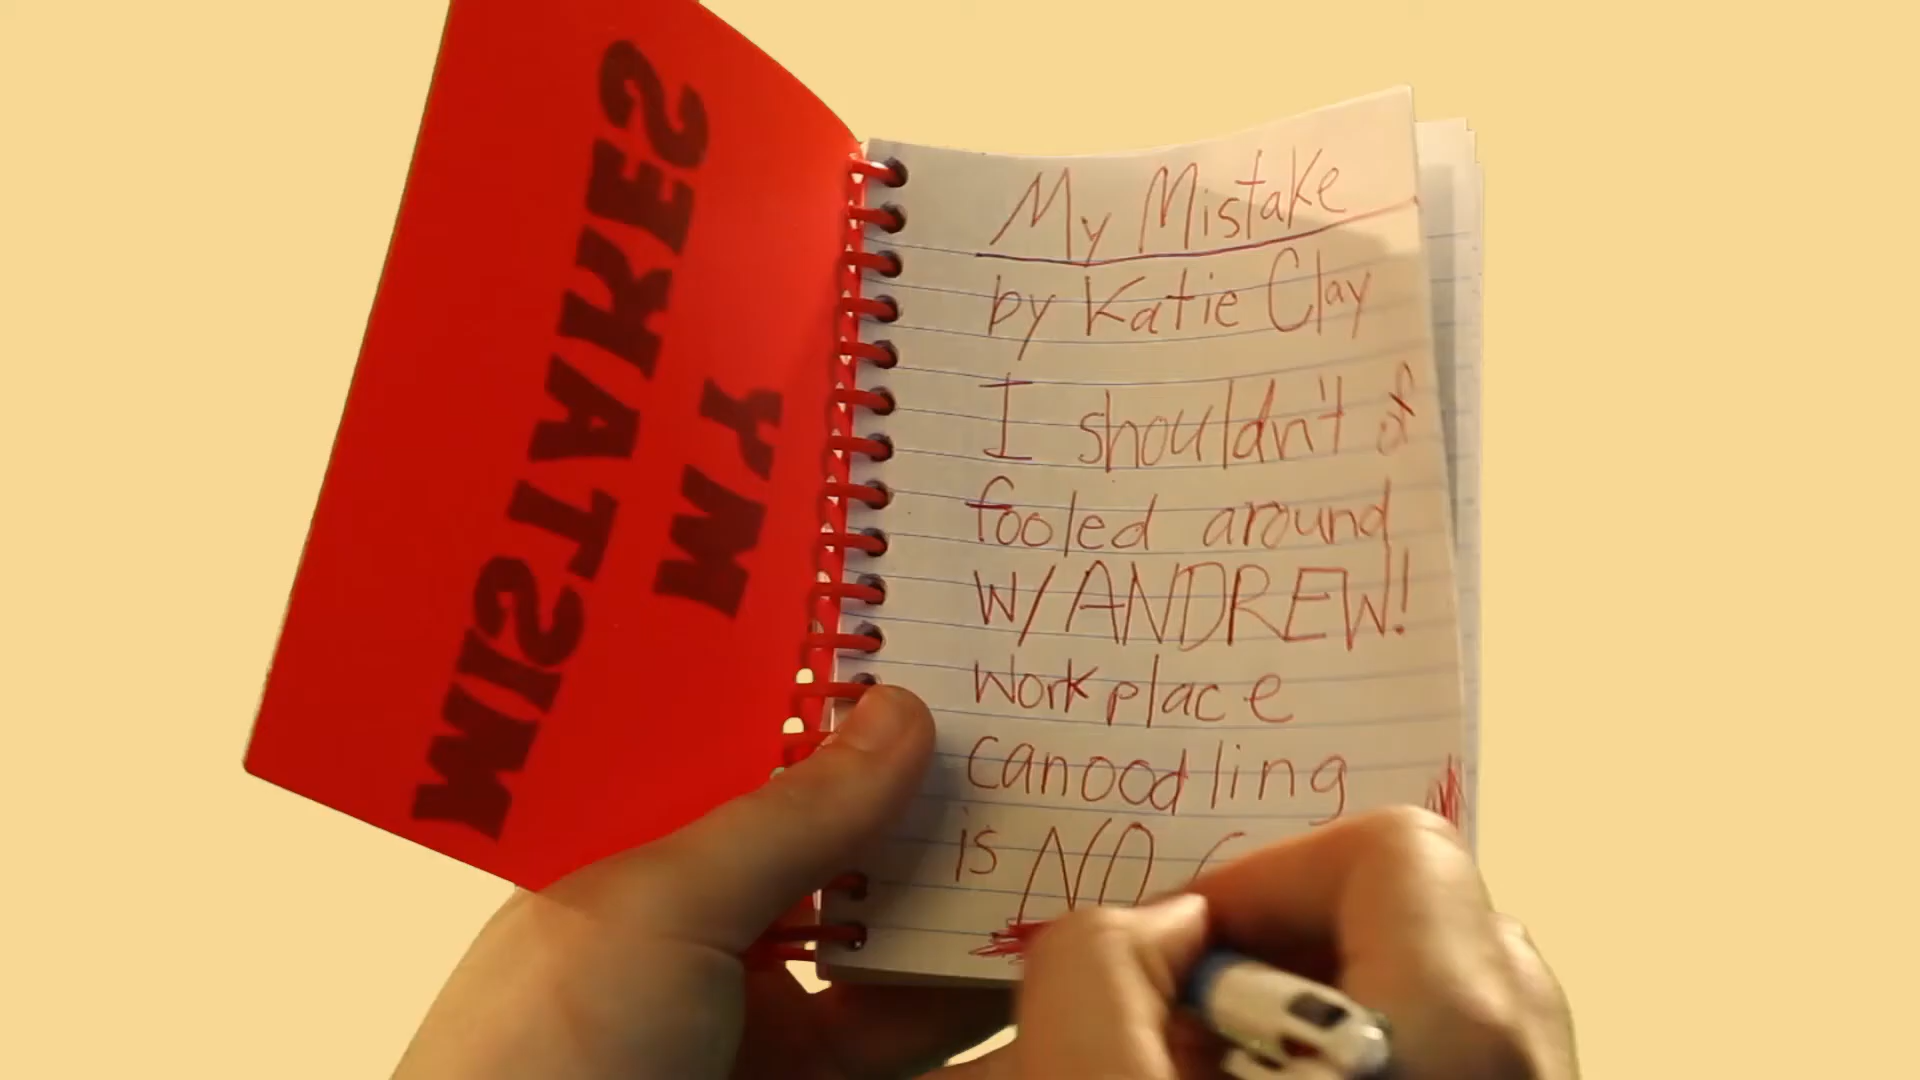 MY
MISTAKES
My Mistake
by Katie Clay
I shouldn't of
fooled around
W/ ANDREW!
Workplace
canoodling
is NO